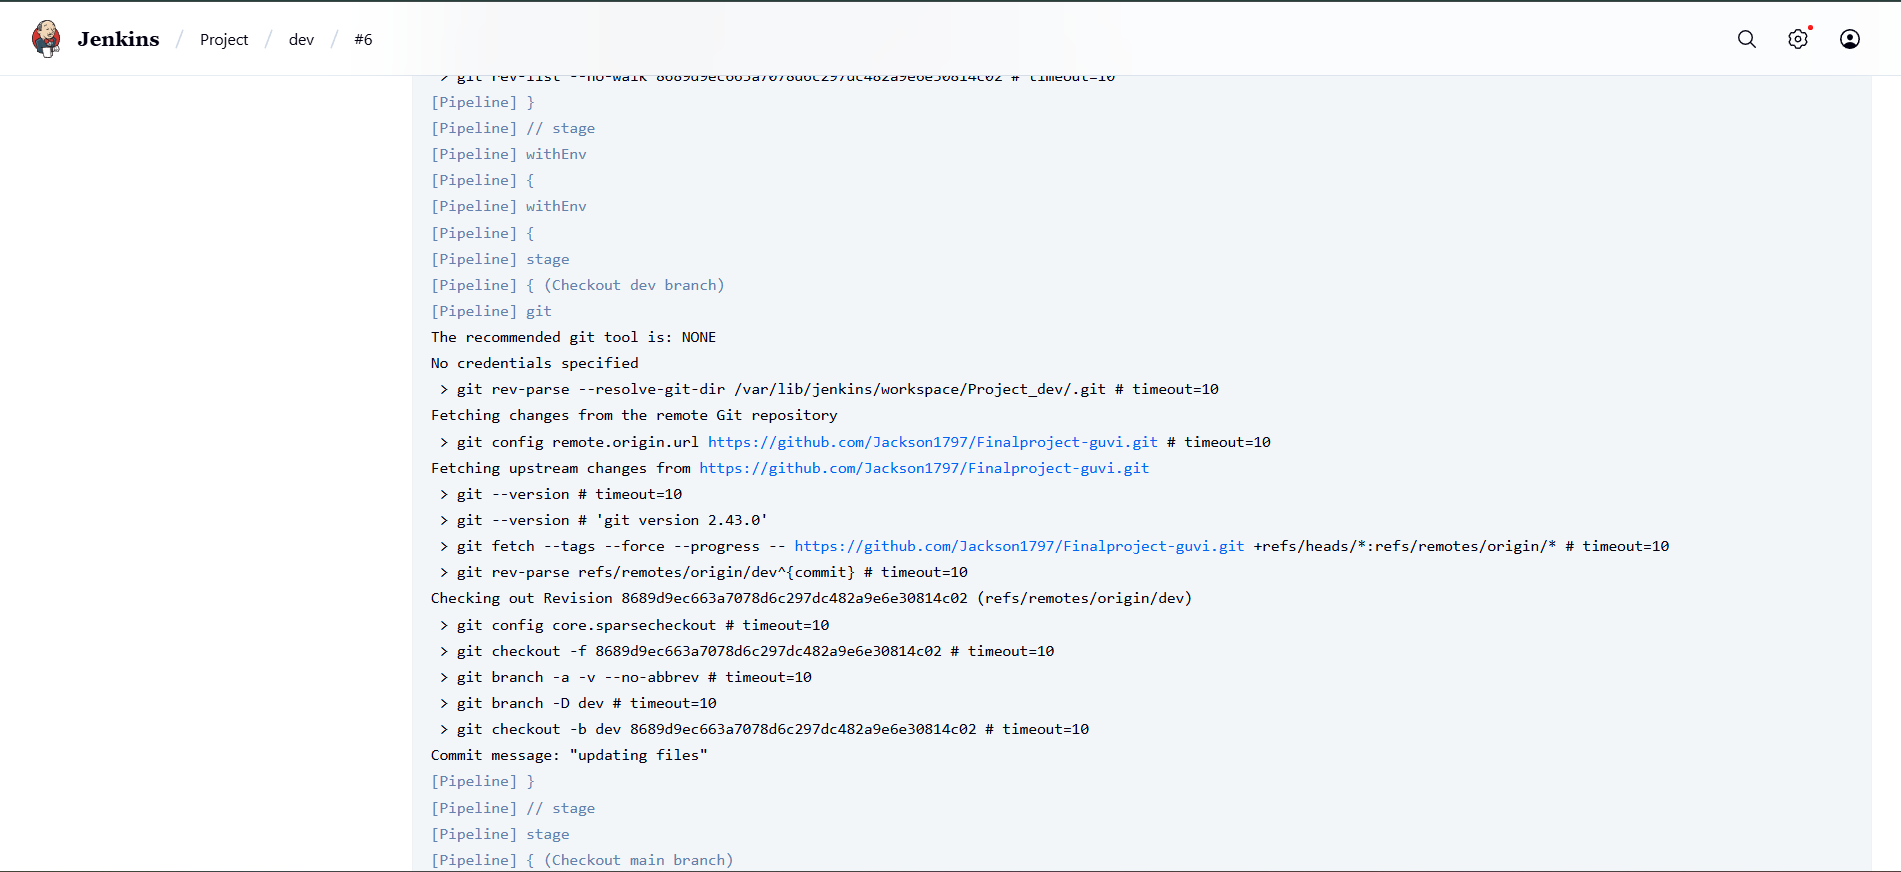 Jenkins / Project / dev / #6
> git rev-list --no-walk 8689d9ec663a7078d6c297dc482a9e6e30814c02 # timeout=10
[Pipeline] }
[Pipeline] // stage
[Pipeline] withEnv
[Pipeline] {
[Pipeline] withEnv
[Pipeline] {
[Pipeline] stage
[Pipeline] { (Checkout dev branch)
[Pipeline] git
The recommended git tool is: NONE
No credentials specified
> git rev-parse --resolve-git-dir /var/lib/jenkins/workspace/Project_dev/.git # timeout=10
Fetching changes from the remote Git repository
> git config remote.origin.url https://github.com/Jackson1797/Finalproject-guvi.git # timeout=10
Fetching upstream changes from https://github.com/Jackson1797/Finalproject-guvi.git
> git --version # timeout=10
> git --version # 'git version 2.43.0'
> git fetch --tags --force --progress -- https://github.com/Jackson1797/Finalproject-guvi.git +refs/heads/*:refs/remotes/origin/* # timeout=10
> git rev-parse refs/remotes/origin/dev^{commit} # timeout=10
Checking out Revision 8689d9ec663a7078d6c297dc482a9e6e30814c02 (refs/remotes/origin/dev)
> git config core.sparsecheckout # timeout=10
> git checkout -f 8689d9ec663a7078d6c297dc482a9e6e30814c02 # timeout=10
> git branch -a -v --no-abbrev # timeout=10
> git branch -D dev # timeout=10
> git checkout -b dev 8689d9ec663a7078d6c297dc482a9e6e30814c02 # timeout=10
Commit message: "updating files"
[Pipeline] }
[Pipeline] // stage
[Pipeline] stage
[Pipeline] { (Checkout main branch)